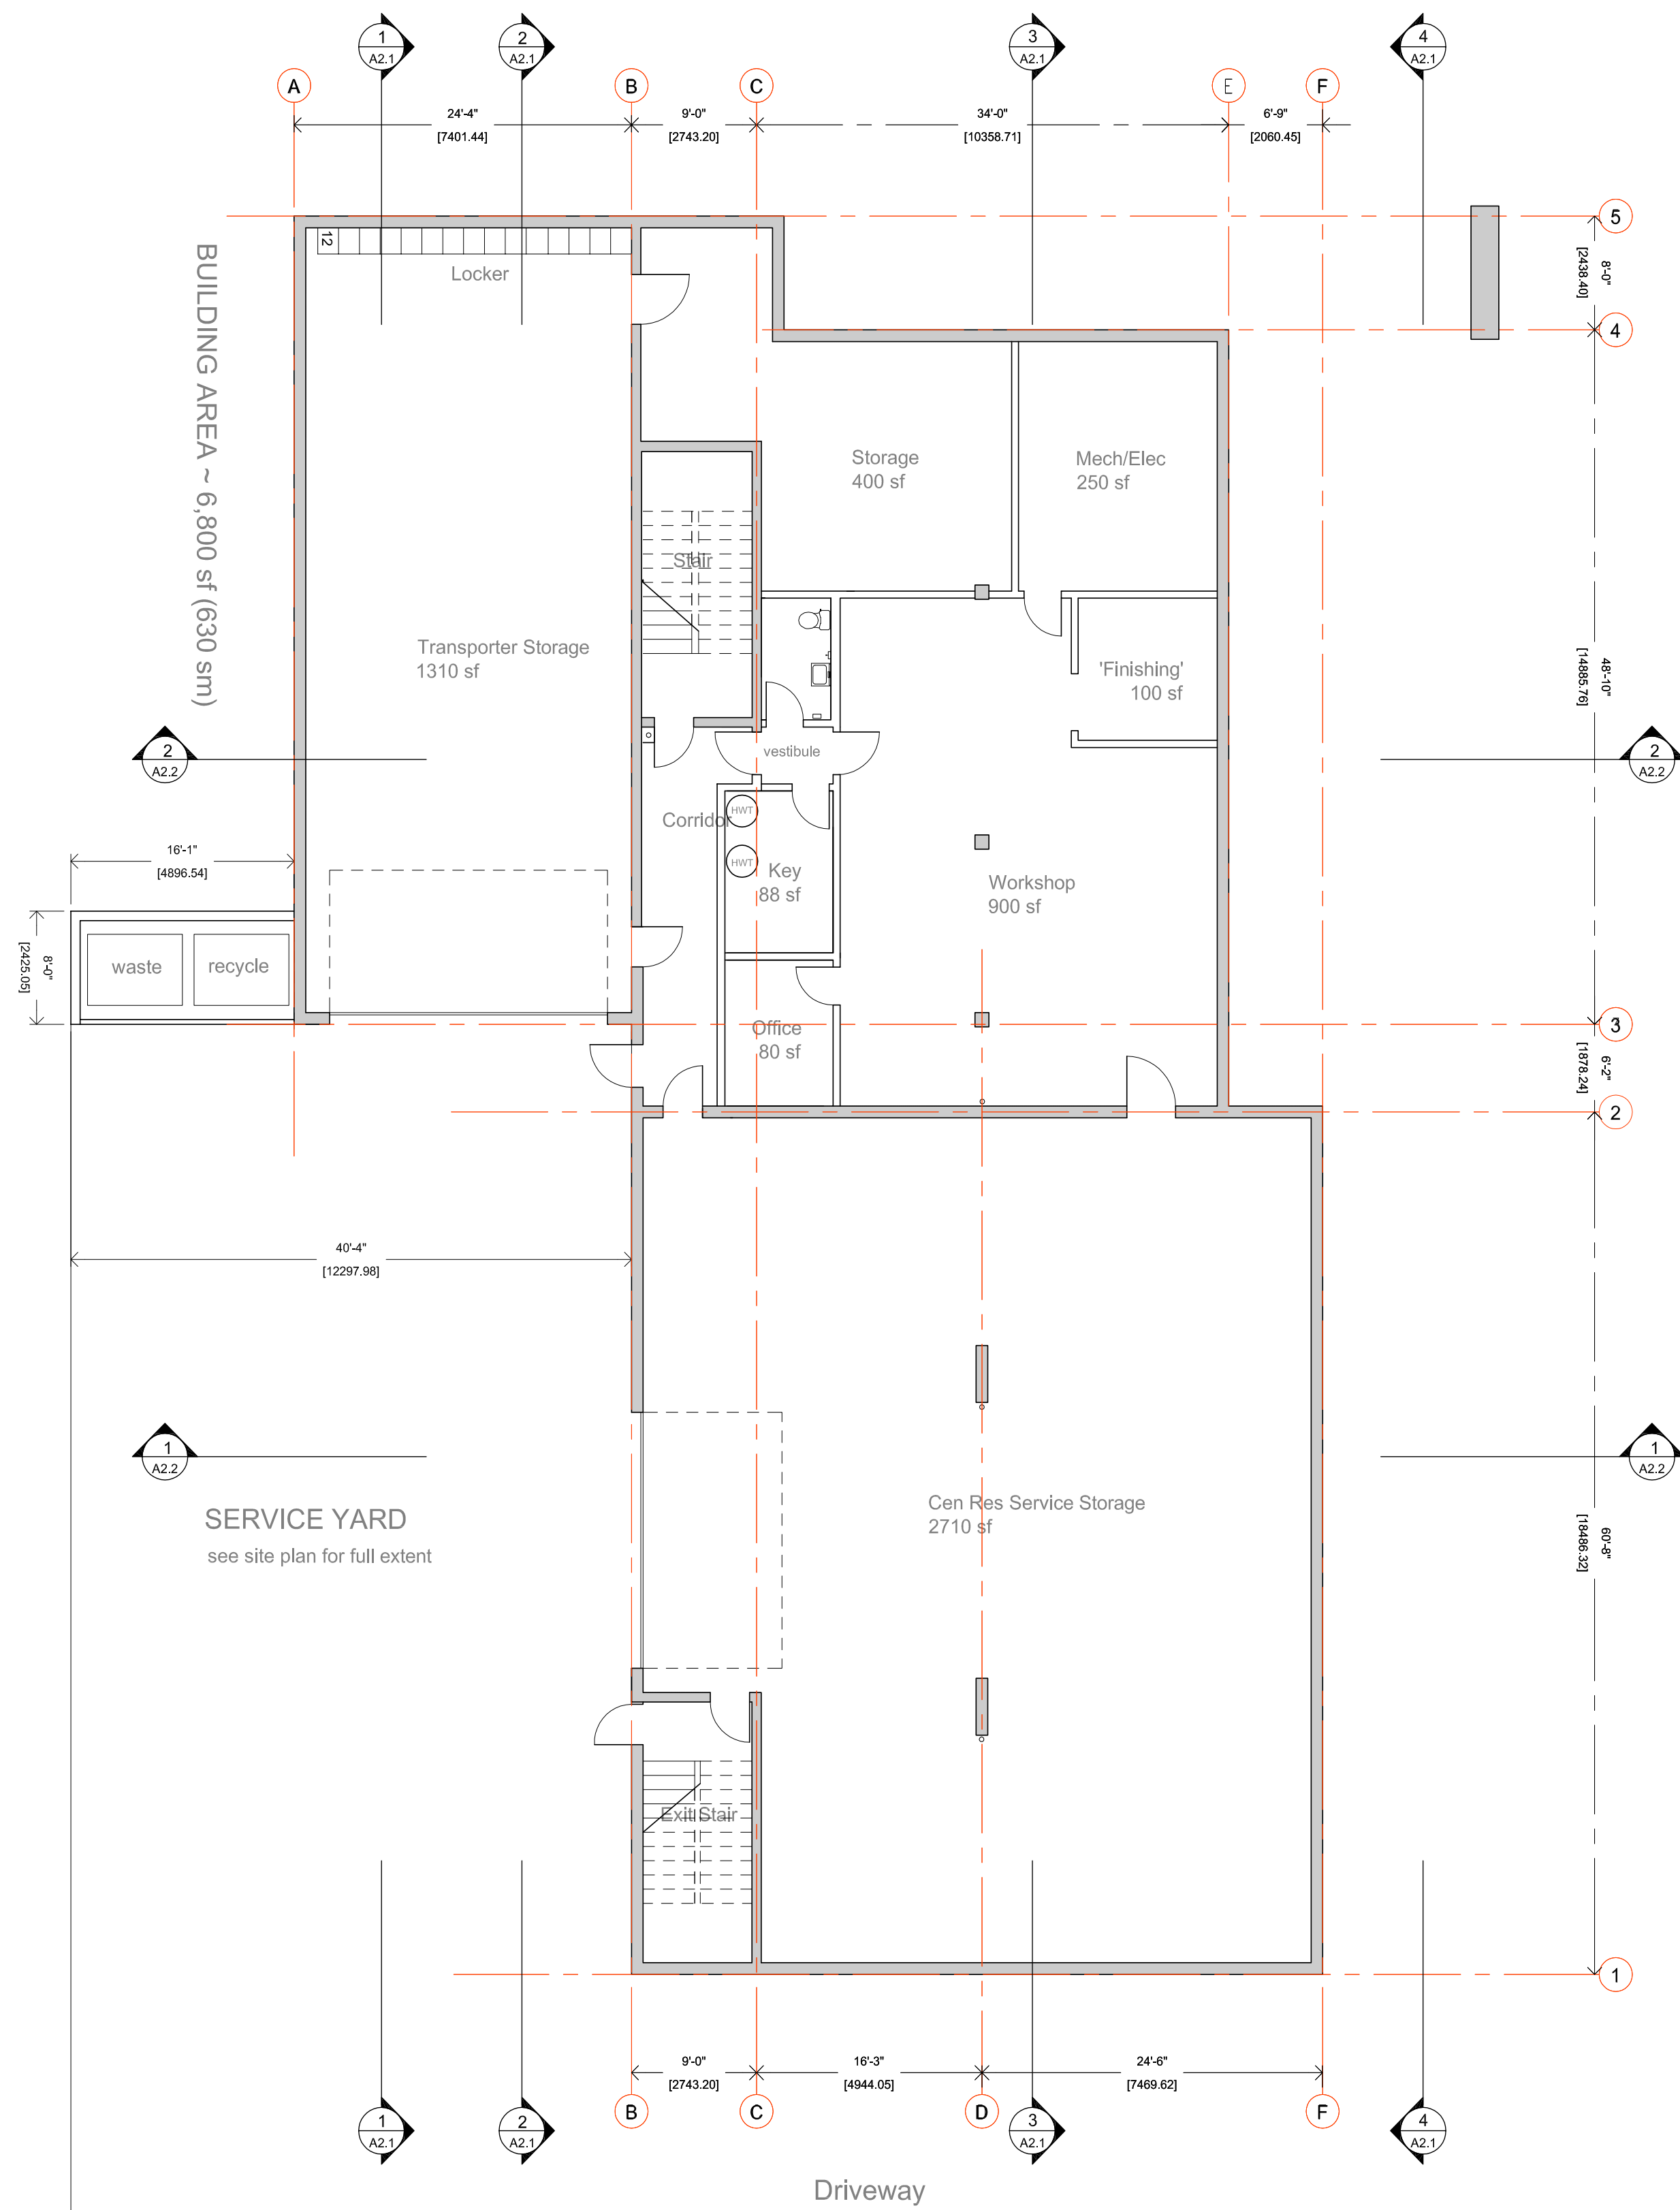 1
A2.1
2
A2.1
3
A2.1
4
A2.1
A
B
C
E
F
24'-4"
[7401.44]
9'-0"
[2743.20]
34'-0"
[10358.71]
6'-9"
[2060.45]
5
8'-0"
[2438.40]
4
12
Locker
BUILDING AREA ~ 6,800 sf (630 sm)
Storage
400 sf
Mech/Elec
250 sf
Stair
Transporter Storage
1310 sf
'Finishing'
100 sf
48'-10"
[14885.76]
vestibule
2
A2.2
2
A2.2
Corridor
HWT
HWT
Key
88 sf
16'-1"
[4896.54]
Workshop
900 sf
8'-0"
[2425.05]
waste
recycle
Office
80 sf
3
6'-2"
[1878.24]
2
40'-4"
[12297.98]
1
A2.2
1
A2.2
SERVICE YARD
see site plan for full extent
Cen Res Service Storage
2710 sf
60'-8"
[18486.32]
Exit Stair
1
9'-0"
[2743.20]
16'-3"
[4944.05]
24'-6"
[7469.62]
B
C
D
F
1
A2.1
2
A2.1
3
A2.1
4
A2.1
Driveway